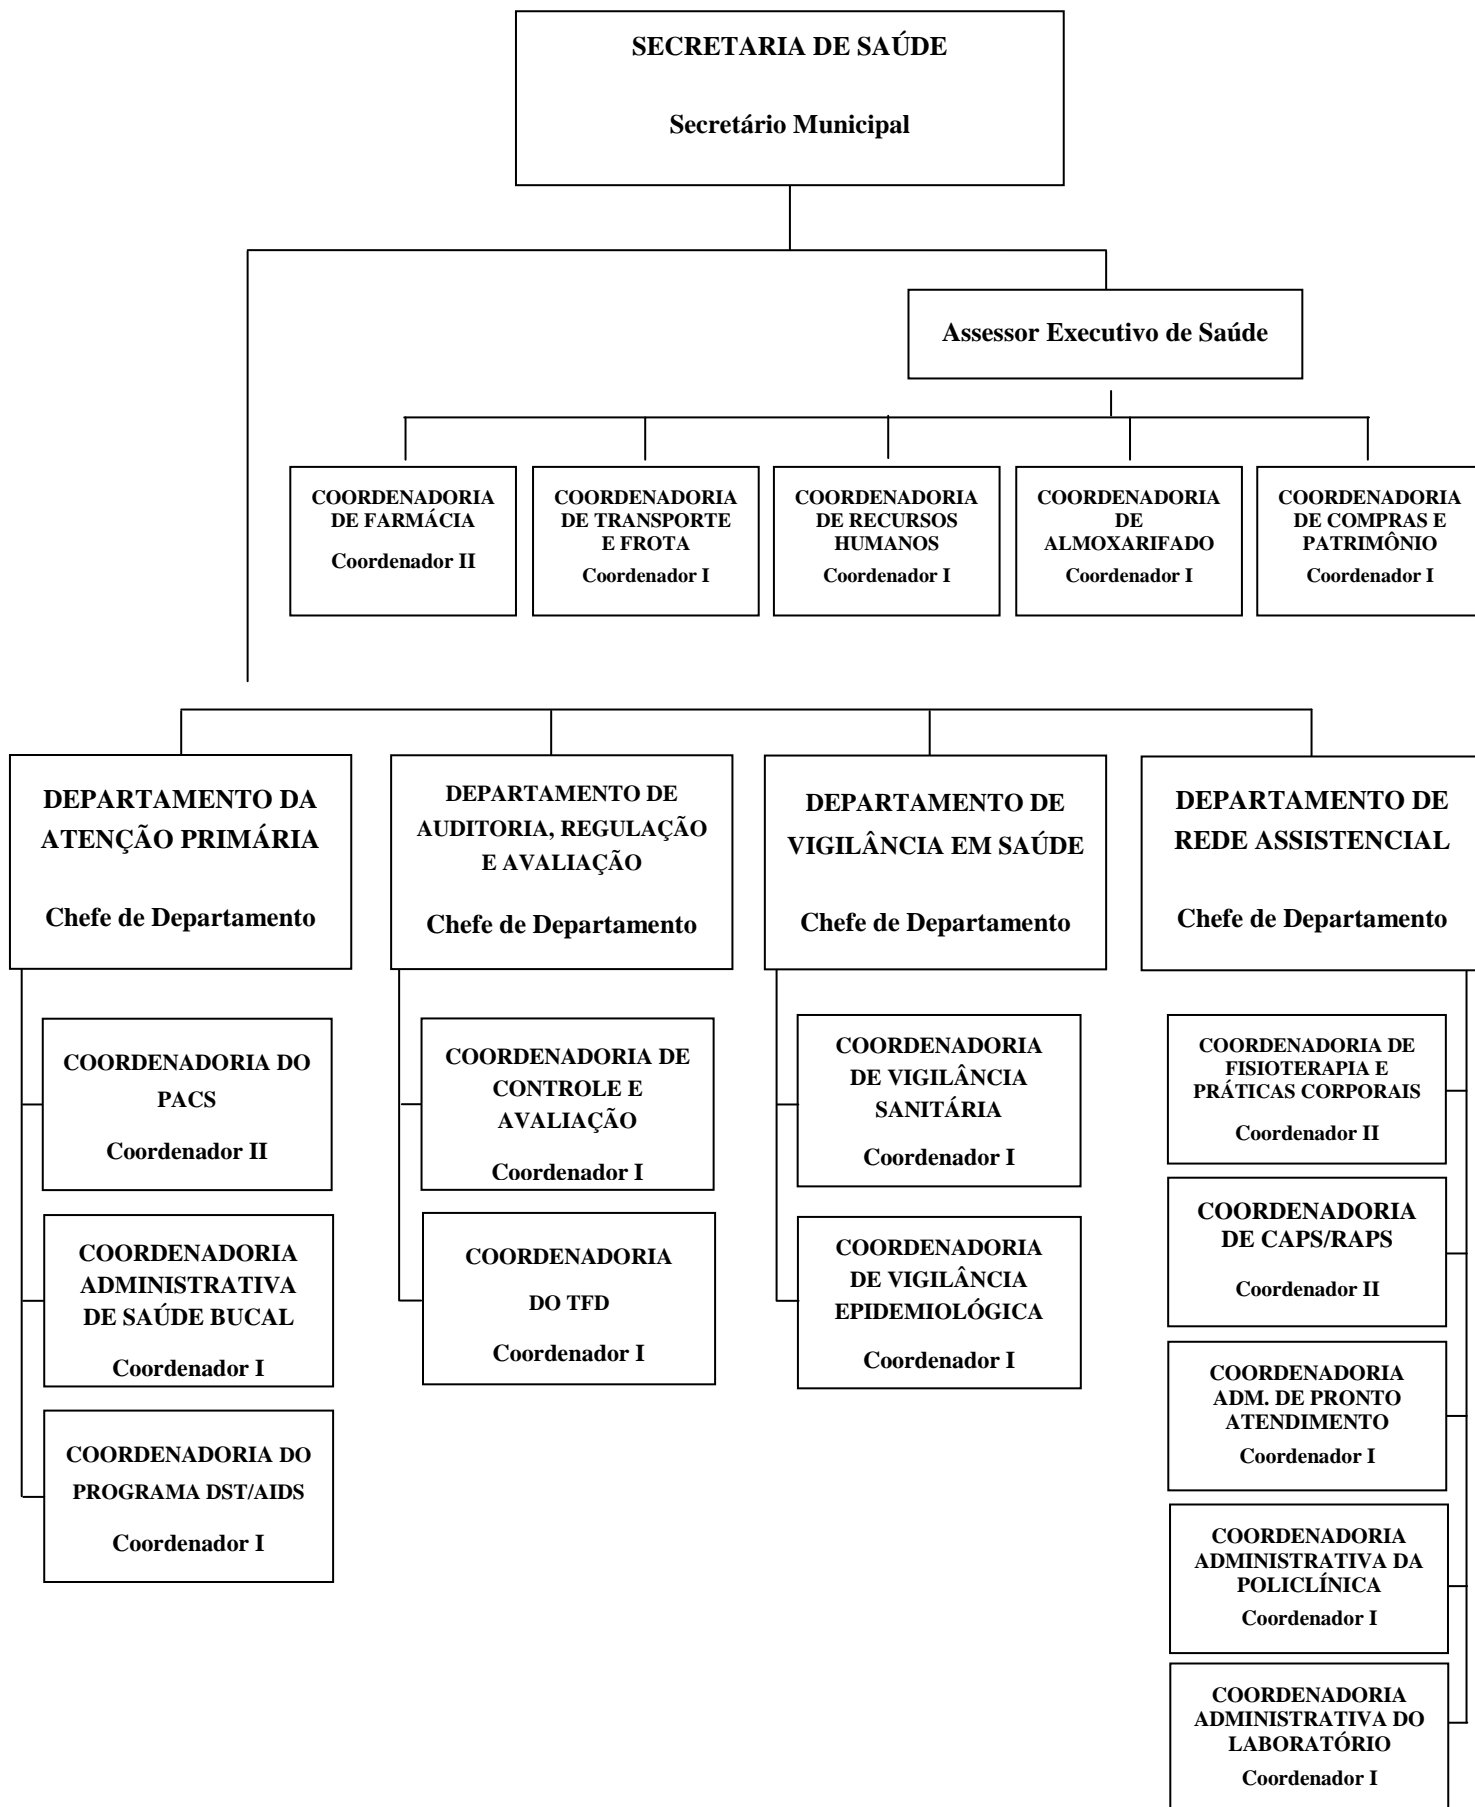 SECRETARIA DE SAÚDE
Secretário Municipal
Assessor Executivo de Saúde
COORDENADORIA
DE FARMÁCIA
Coordenador II
COORDENADORIA
DE TRANSPORTE
E FROTA
Coordenador I
COORDENADORIA
DE RECURSOS
HUMANOS
Coordenador I
COORDENADORIA
DE
ALMOXARIFADO
Coordenador I
COORDENADORIA
DE COMPRAS E
PATRIMÔNIO
Coordenador I
DEPARTAMENTO DA
ATENÇÃO PRIMÁRIA
Chefe de Departamento
DEPARTAMENTO DE
AUDITORIA, REGULAÇÃO
E AVALIAÇÃO
Chefe de Departamento
DEPARTAMENTO DE
VIGILÂNCIA EM SAÚDE
Chefe de Departamento
DEPARTAMENTO DE
REDE ASSISTENCIAL
Chefe de Departamento
COORDENADORIA DO
PACS
Coordenador II
COORDENADORIA
ADMINISTRATIVA
DE SAÚDE BUCAL
Coordenador I
COORDENADORIA DO
PROGRAMA DST/AIDS
Coordenador I
COORDENADORIA DE
CONTROLE E
AVALIAÇÃO
Coordenador I
COORDENADORIA
DO TFD
Coordenador I
COORDENADORIA
DE VIGILÂNCIA
SANITÁRIA
Coordenador I
COORDENADORIA
DE VIGILÂNCIA
EPIDEMIOLÓGICA
Coordenador I
COORDENADORIA DE
FISIOTERAPIA E
PRÁTICAS CORPORAIS
Coordenador II
COORDENADORIA
DE CAPS/RAPS
Coordenador II
COORDENADORIA
ADM. DE PRONTO
ATENDIMENTO
Coordenador I
COORDENADORIA
ADMINISTRATIVA DA
POLICLÍNICA
Coordenador I
COORDENADORIA
ADMINISTRATIVA DO
LABORATÓRIO
Coordenador I